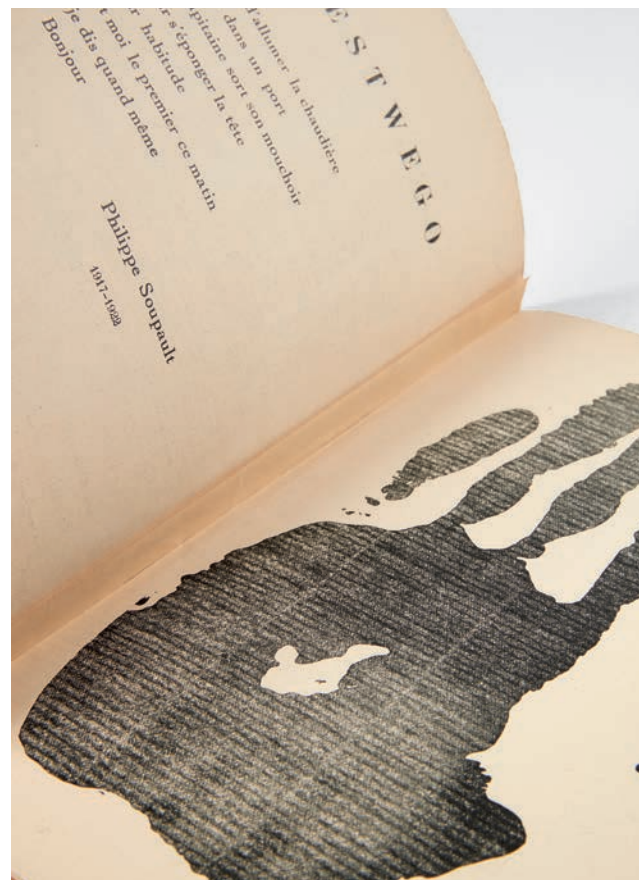 ESTWEGO
d'allumer la chaudière
dans un port
pitaine sort son mouchoir
s'éponger la tête
habitude
moi le premier ce matin
je dis quand même
Bonjour
Philippe Soupault
1917-1922